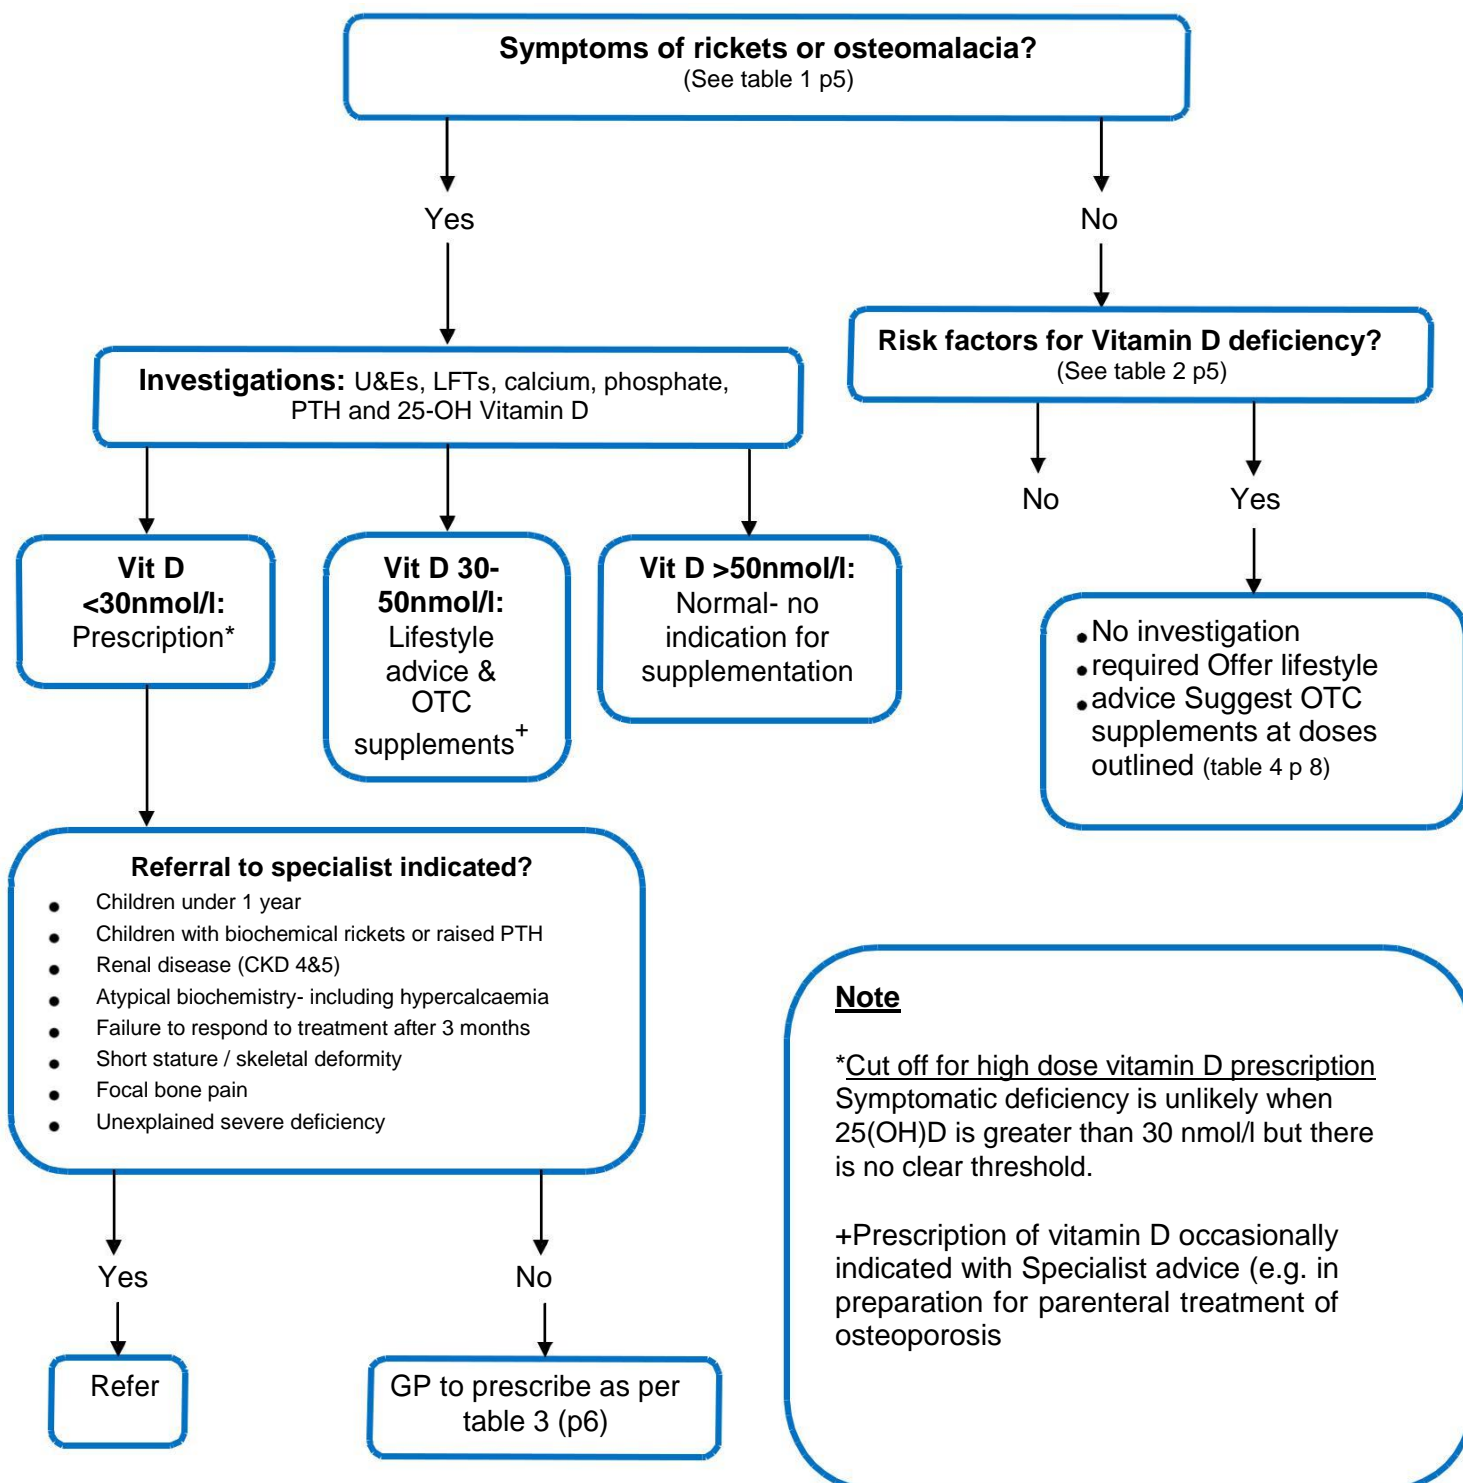 Symptoms of rickets or osteomalacia?
(See table 1 p5)
Yes
No
Investigations: U&Es, LFTs, calcium, phosphate,
PTH and 25-OH Vitamin D
Risk factors for Vitamin D deficiency?
(See table 2 p5)
No
Yes
Vit D
<30nmol/l:
Prescription*
Vit D 30-
50nmol/l:
Lifestyle
advice &
OTC
supplements+
Vit D >50nmol/l:
Normal- no
indication for
supplementation
• No investigation
• required Offer lifestyle
• advice Suggest OTC
supplements at doses
outlined (table 4 p 8)
Referral to specialist indicated?
• Children under 1 year
• Children with biochemical rickets or raised PTH
• Renal disease (CKD 4&5)
• Atypical biochemistry- including hypercalcaemia
• Failure to respond to treatment after 3 months
• Short stature / skeletal deformity
• Focal bone pain
• Unexplained severe deficiency
Yes
No
Refer
GP to prescribe as per
table 3 (p6)
Note
*Cut off for high dose vitamin D prescription
Symptomatic deficiency is unlikely when
25(OH)D is greater than 30 nmol/l but there
is no clear threshold.
+Prescription of vitamin D occasionally
indicated with Specialist advice (e.g. in
preparation for parenteral treatment of
osteoporosis